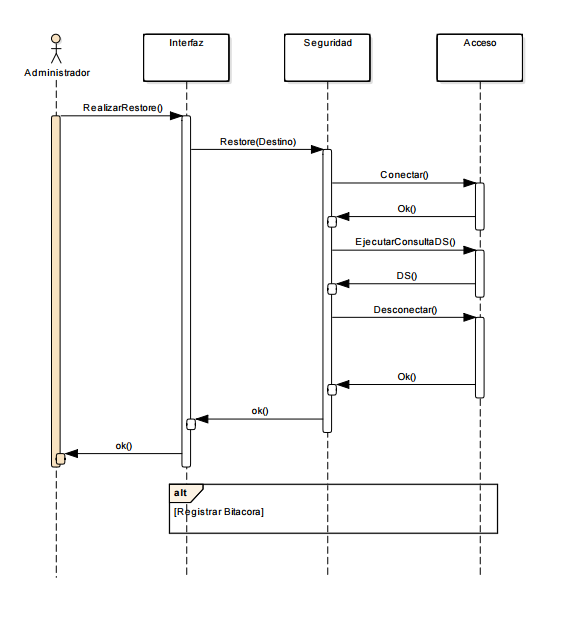 Interfaz
Seguridad
Acceso
Administrador
RealizarRestore()
Restore(Destino)
Conectar()
Ok()
EjecutarConsultaDS()
DS()
Desconectar()
Ok()
ok()
ok()
alt
[Registrar Bitacora]